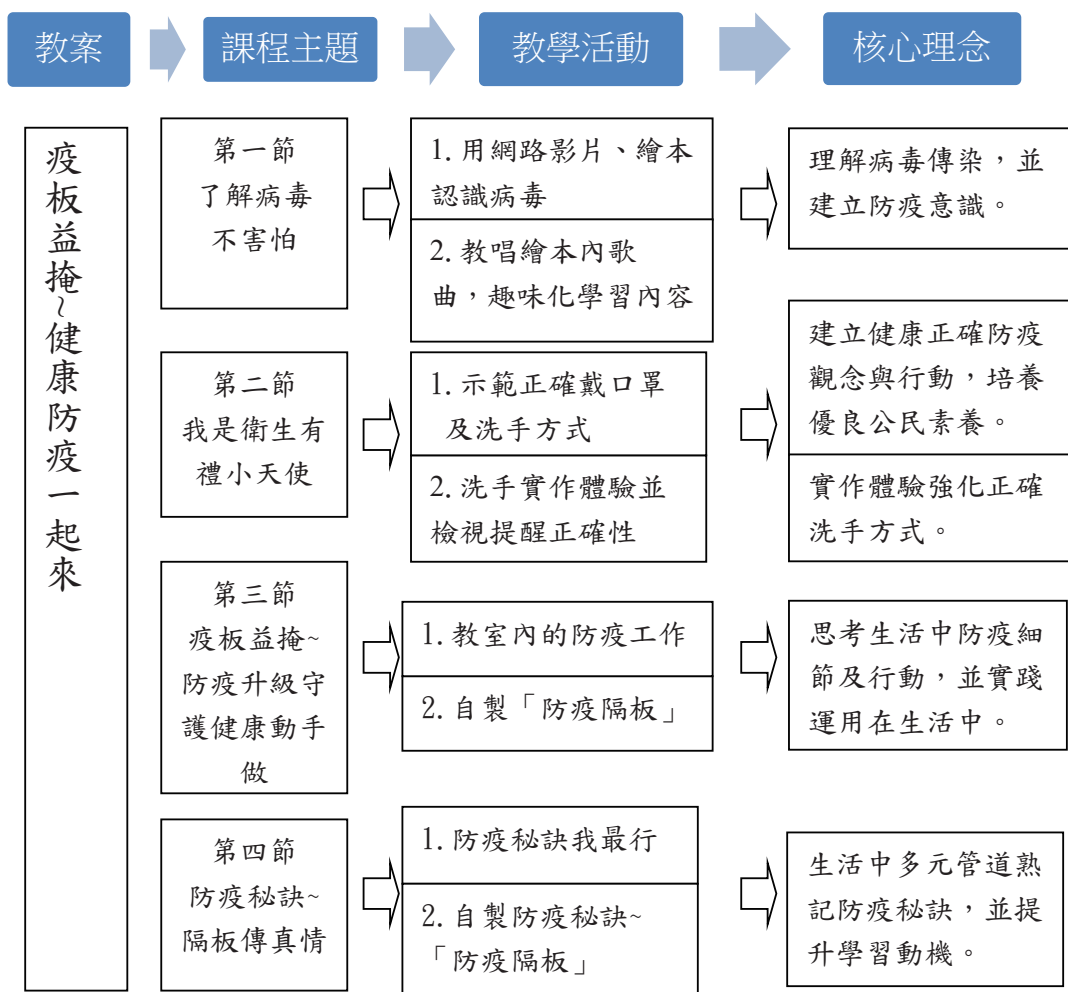 教案
課程主題
教學活動
核心理念
疫板益掩~健康防疫一起來
第一節
了解病毒
不害怕
1. 用網路影片、繪本
認識病毒
2. 教唱繪本內歌
曲，趣味化學習內容
理解病毒傳染，並
建立防疫意識。
第二節
我是衛生有
禮小天使
1. 示範正確戴口罩
及洗手方式
2. 洗手實作體驗並
檢視提醒正確性
建立健康正確防疫
觀念與行動，培養
優良公民素養。
實作體驗強化正確
洗手方式。
第三節
疫板益掩~
防疫升級守
護健康動手
做
1. 教室內的防疫工作
2. 自製「防疫隔板」
思考生活中防疫細
節及行動，並實踐
運用在生活中。
第四節
防疫秘訣~
隔板傳真情
1. 防疫秘訣我最行
2. 自製防疫秘訣~
「防疫隔板」
生活中多元管道熟
記防疫秘訣，並提
升學習動機。